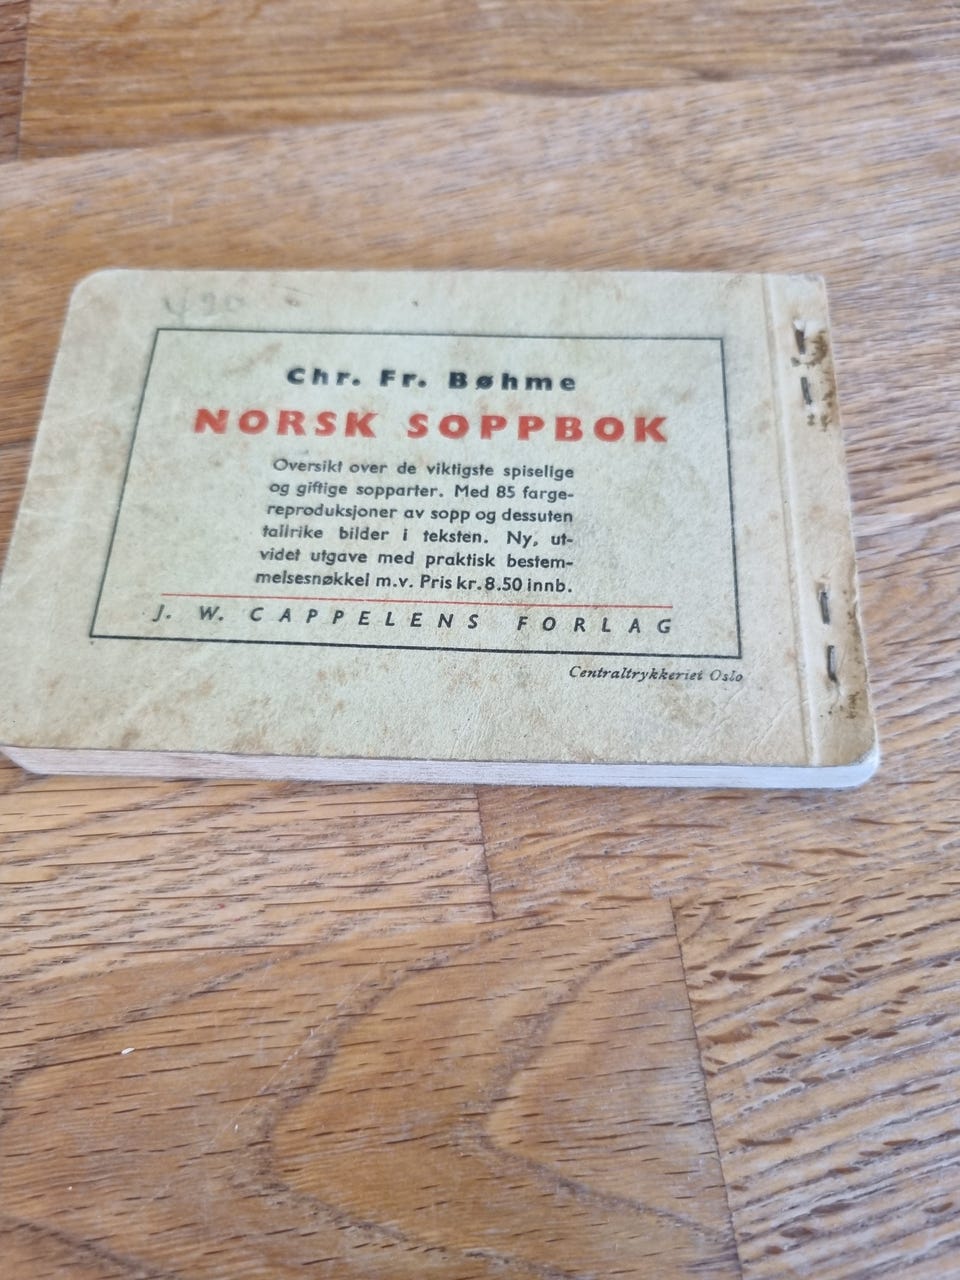 Chr. Fr. Bøhme
NORSK SOPPBOK
Oversikt over de viktigste spiselige
og giftige sopparter. Med 85 farge-
reproduksjoner av sopp og dessuten
tallrike bilder i teksten. Ny, ut-
videt utgave med praktisk bestem-
melsesnøkkel m.v. Pris kr. 8.50 innb.
J. W. CAPPELENS FORLAG
Centraltrykkeriet Oslo